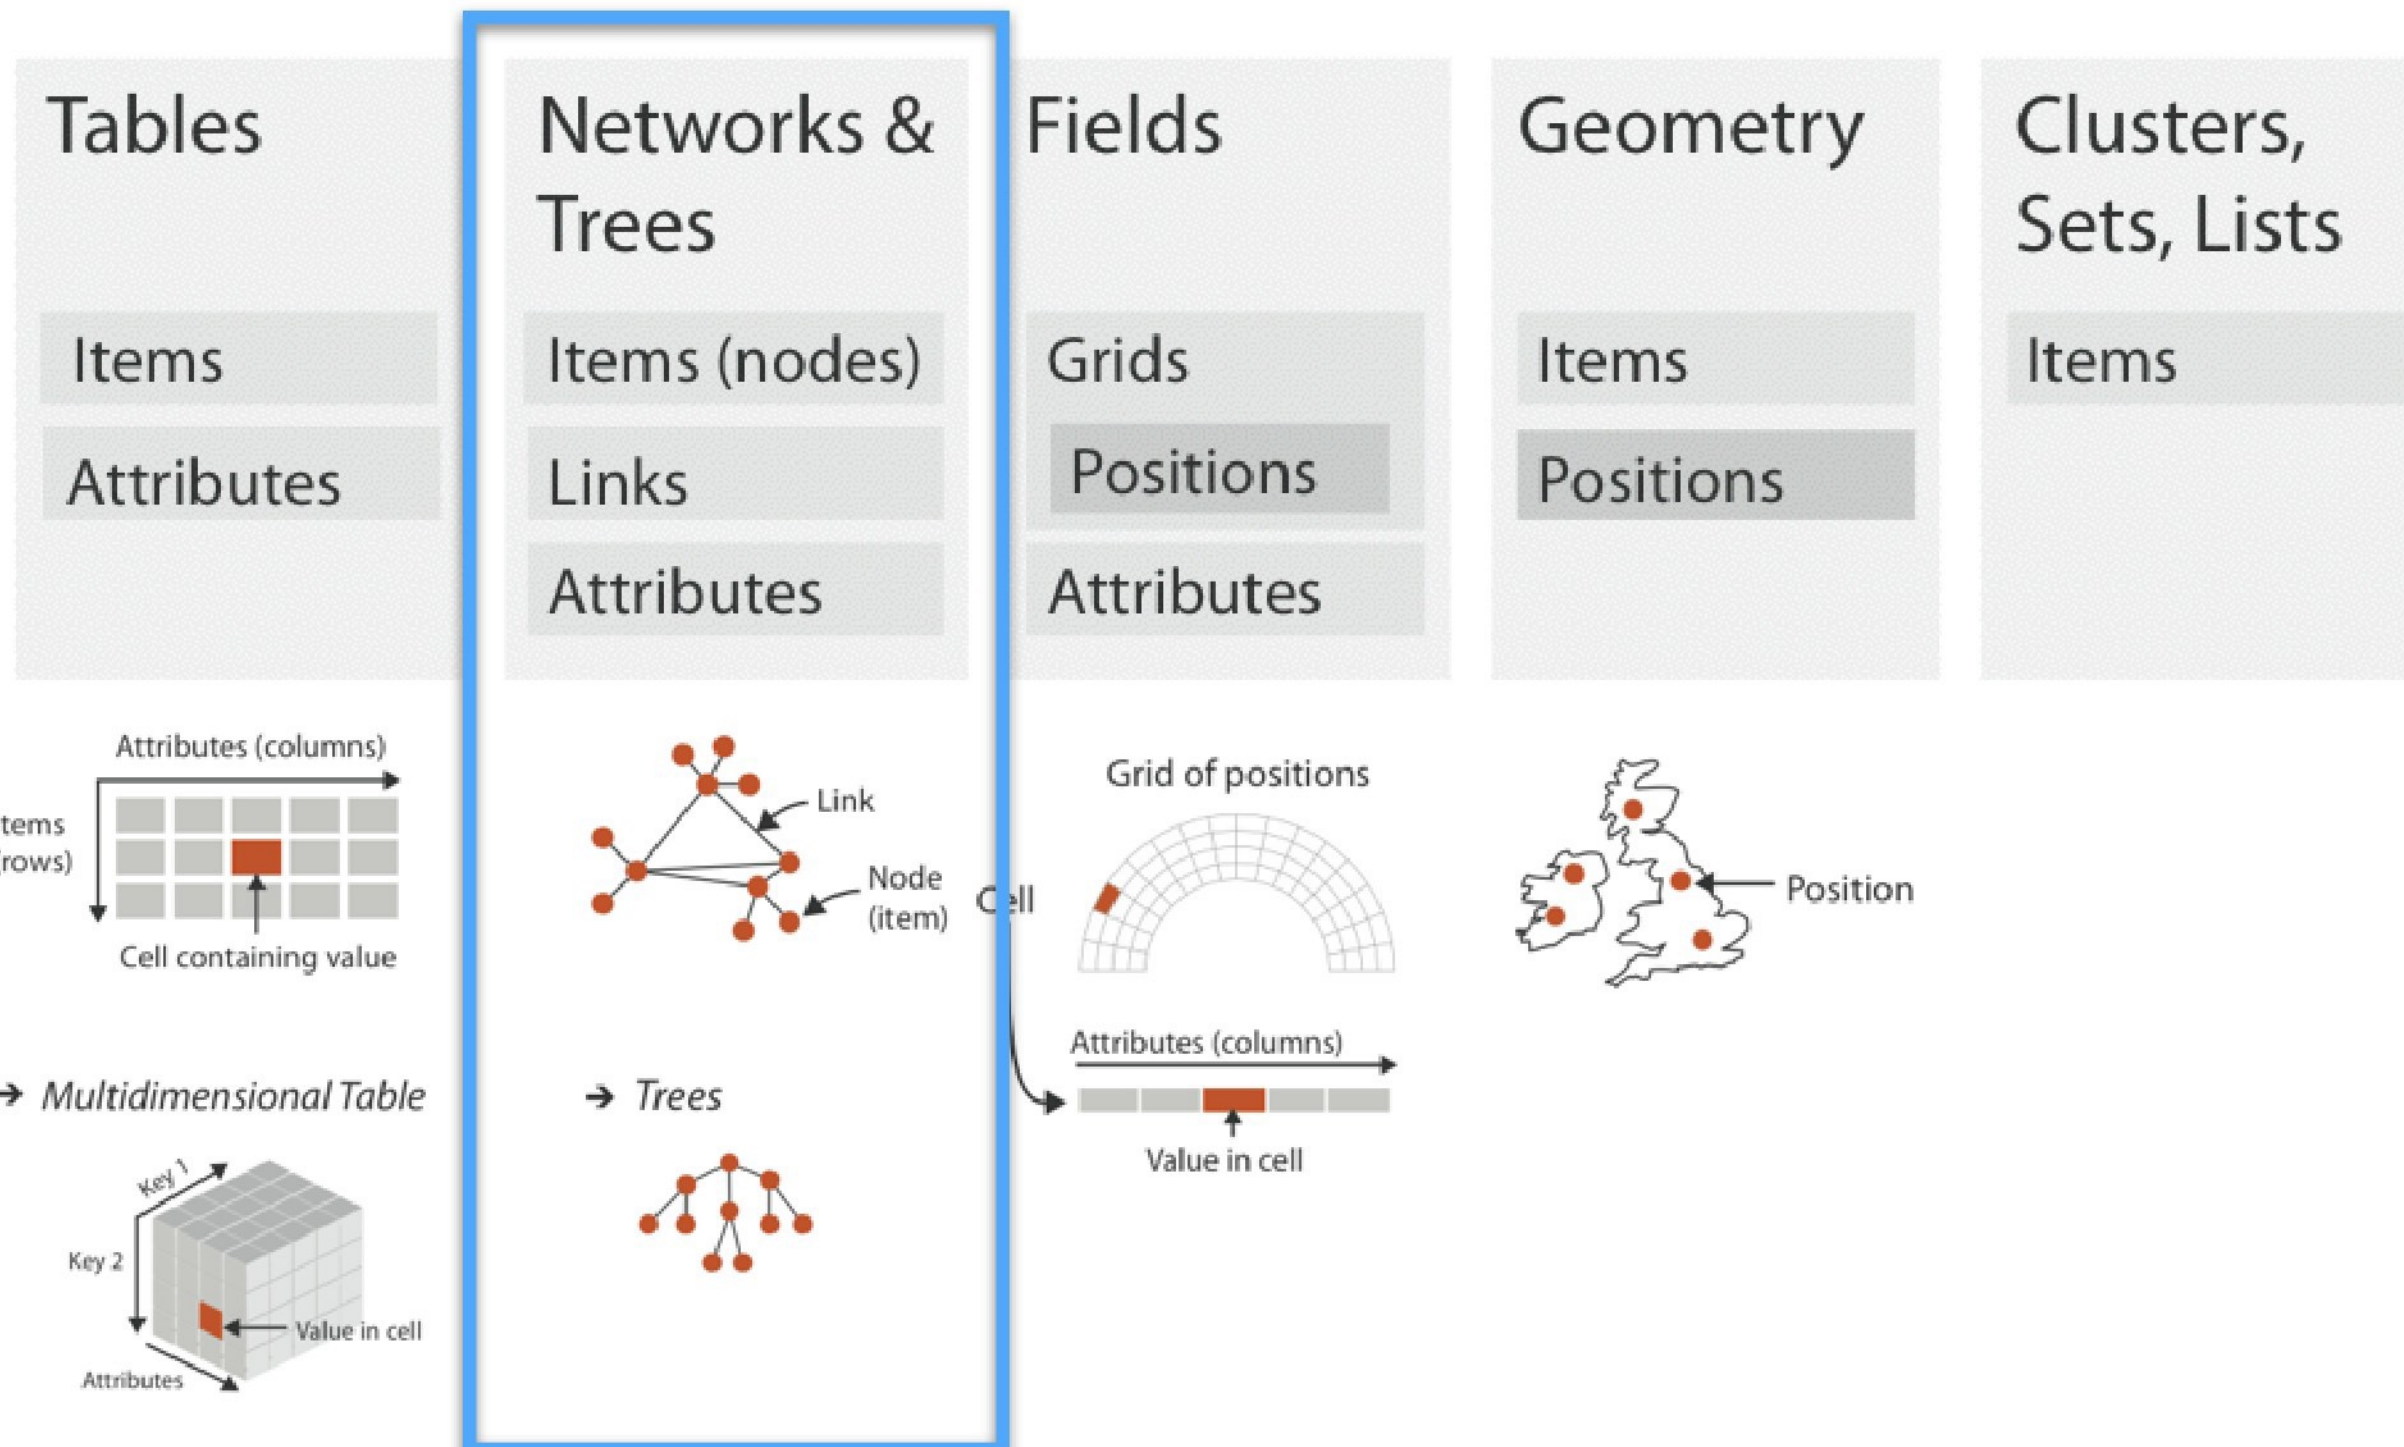 Tables
Items
Attributes
Networks &
Trees
Items (nodes)
Links
Attributes
Fields
Grids
Positions
Attributes
Geometry
Items
Positions
Clusters,
Sets, Lists
Items
Attributes (columns)
tems
rows)
Cell containing value
→ Multidimensional Table
Key 1
Key 2
Value in cell
Attributes
Link
Node
(item)
→ Trees
Grid of positions
Cell
Attributes (columns)
Value in cell
Position